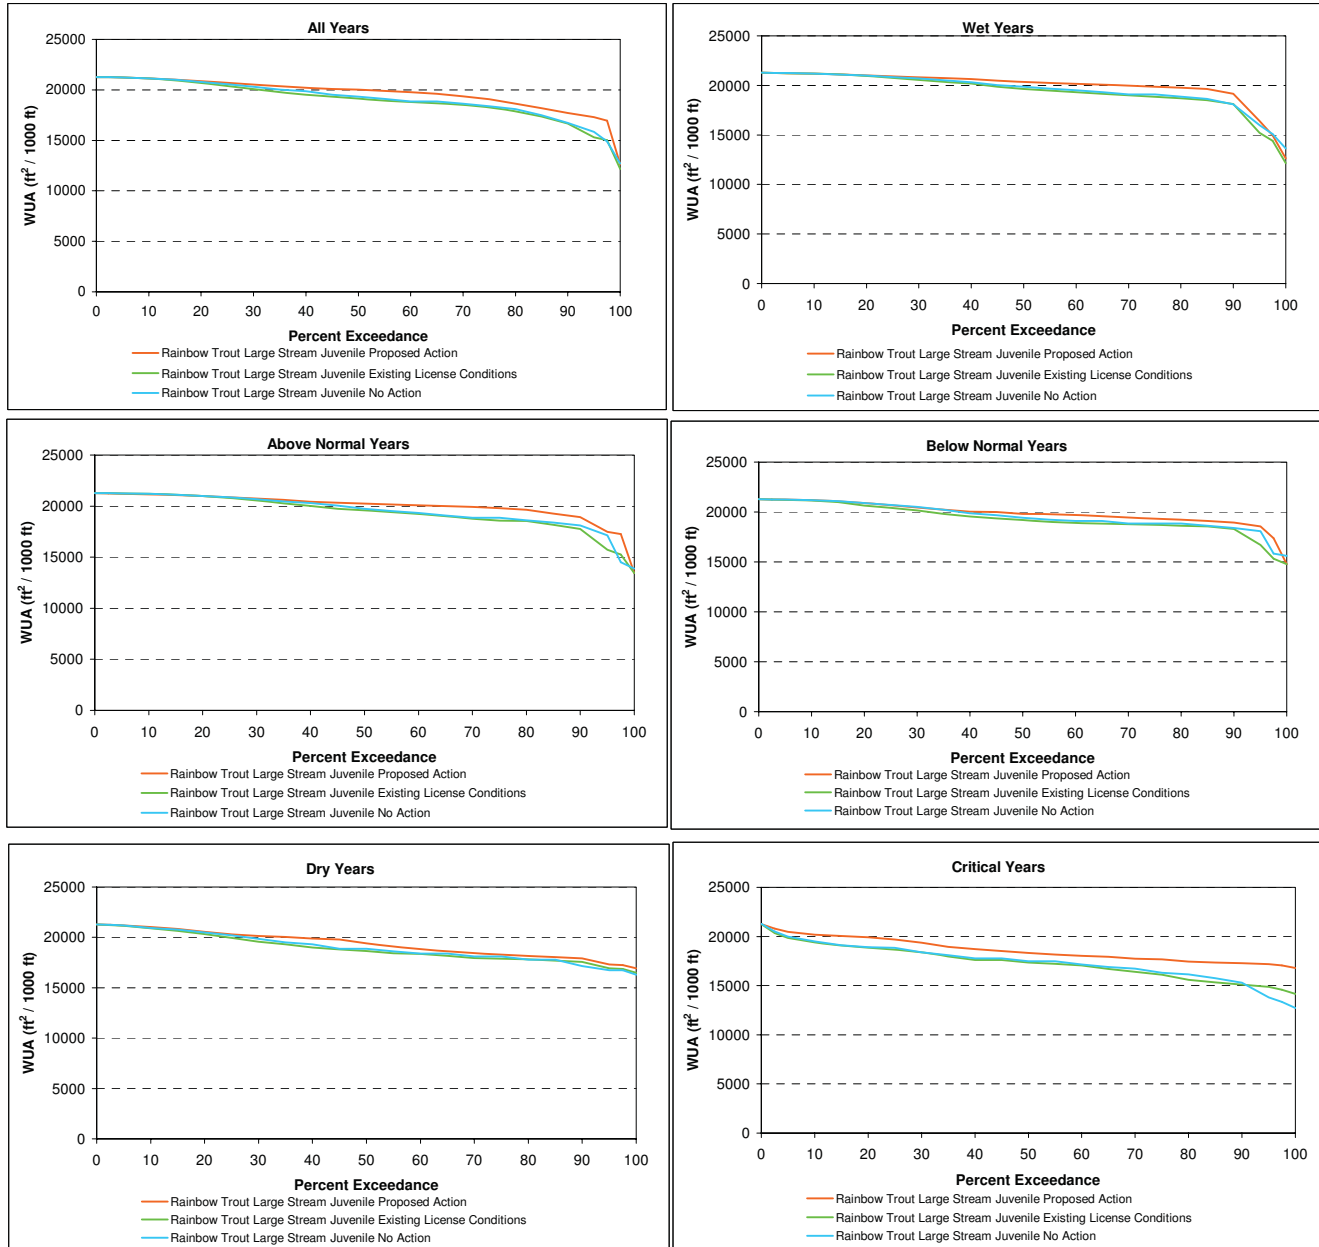 All Years
25000
20000
15000
10000
5000
0
WUA (ft² / 1000 ft)
0 10 20 30 40 50 60 70 80 90 100
Percent Exceedance
Rainbow Trout Large Stream Juvenile Proposed Action
Rainbow Trout Large Stream Juvenile Existing License Conditions
Rainbow Trout Large Stream Juvenile No Action
Wet Years
25000
20000
15000
10000
5000
0
WUA (ft² / 1000 ft)
0 10 20 30 40 50 60 70 80 90 100
Percent Exceedance
Rainbow Trout Large Stream Juvenile Proposed Action
Rainbow Trout Large Stream Juvenile Existing License Conditions
Rainbow Trout Large Stream Juvenile No Action
Above Normal Years
25000
20000
15000
10000
5000
0
WUA (ft² / 1000 ft)
0 10 20 30 40 50 60 70 80 90 100
Percent Exceedance
Rainbow Trout Large Stream Juvenile Proposed Action
Rainbow Trout Large Stream Juvenile Existing License Conditions
Rainbow Trout Large Stream Juvenile No Action
Below Normal Years
25000
20000
15000
10000
5000
0
WUA (ft² / 1000 ft)
0 10 20 30 40 50 60 70 80 90 100
Percent Exceedance
Rainbow Trout Large Stream Juvenile Proposed Action
Rainbow Trout Large Stream Juvenile Existing License Conditions
Rainbow Trout Large Stream Juvenile No Action
Dry Years
25000
20000
15000
10000
5000
0
WUA (ft² / 1000 ft)
0 10 20 30 40 50 60 70 80 90 100
Percent Exceedance
Rainbow Trout Large Stream Juvenile Proposed Action
Rainbow Trout Large Stream Juvenile Existing License Conditions
Rainbow Trout Large Stream Juvenile No Action
Critical Years
25000
20000
15000
10000
5000
0
WUA (ft² / 1000 ft)
0 10 20 30 40 50 60 70 80 90 100
Percent Exceedance
Rainbow Trout Large Stream Juvenile Proposed Action
Rainbow Trout Large Stream Juvenile Existing License Conditions
Rainbow Trout Large Stream Juvenile No Action